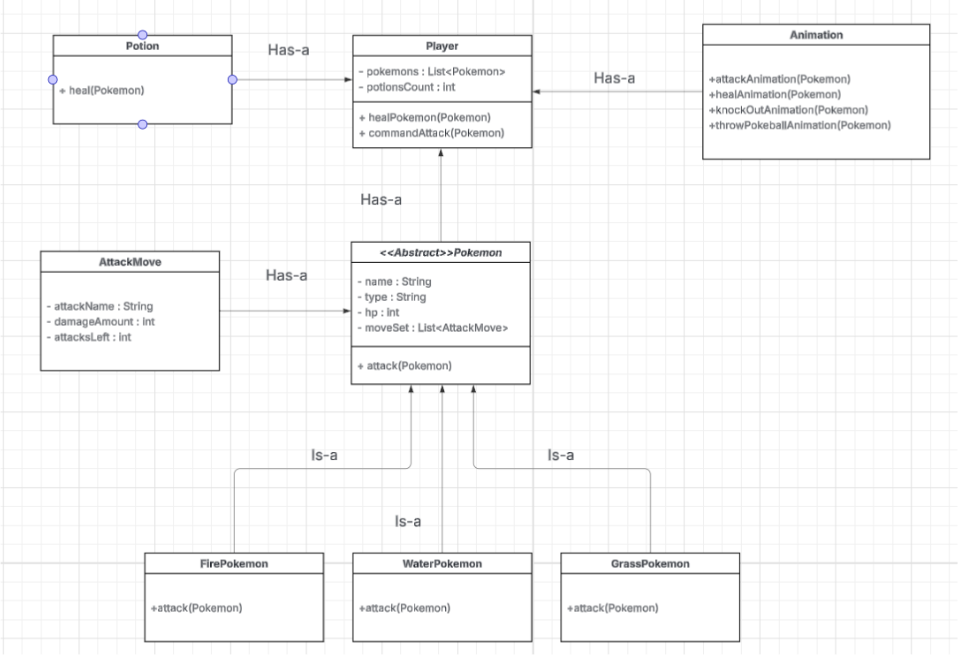 Potion
+ heal(Pokemon)
Has-a
Player
- pokemons : List<Pokemon>
- potionsCount : int
+ healPokemon(Pokemon)
+ commandAttack(Pokemon)
Has-a
Animation
+attackAnimation(Pokemon)
+healAnimation(Pokemon)
+knockOutAnimation(Pokemon)
+throwPokeballAnimation(Pokemon)
Has-a
AttackMove
- attackName : String
- damageAmount : int
- attacksLeft : int
Has-a
<<Abstract>>Pokemon
- name : String
- type : String
- hp : int
- moveSet : List<AttackMove>
+ attack(Pokemon)
Is-a
Is-a
Is-a
FirePokemon
+attack(Pokemon)
WaterPokemon
+attack(Pokemon)
GrassPokemon
+attack(Pokemon)